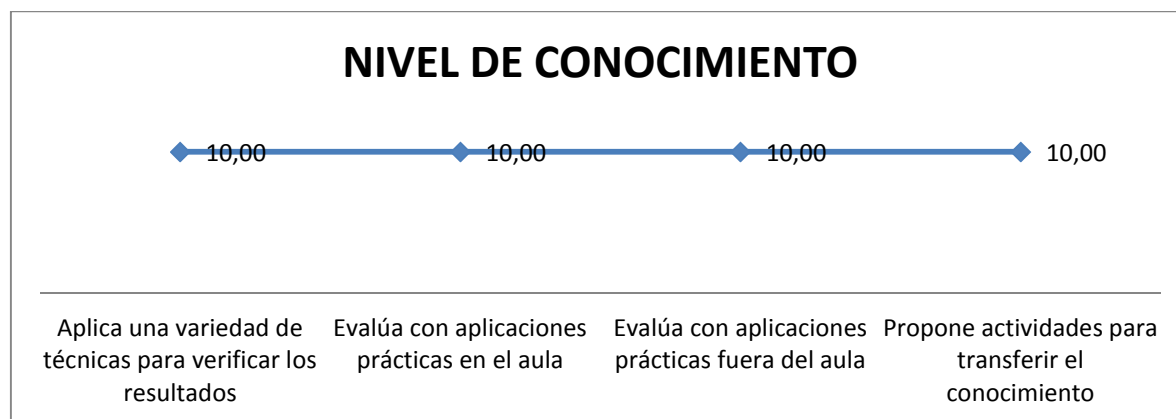 NIVEL DE CONOCIMIENTO
10,00
10,00
10,00
10,00
Aplica una variedad de
técnicas para verificar los
resultados
Evalúa con aplicaciones
prácticas en el aula
Evalúa con aplicaciones
prácticas fuera del aula
Propone actividades para
transferir el
conocimiento